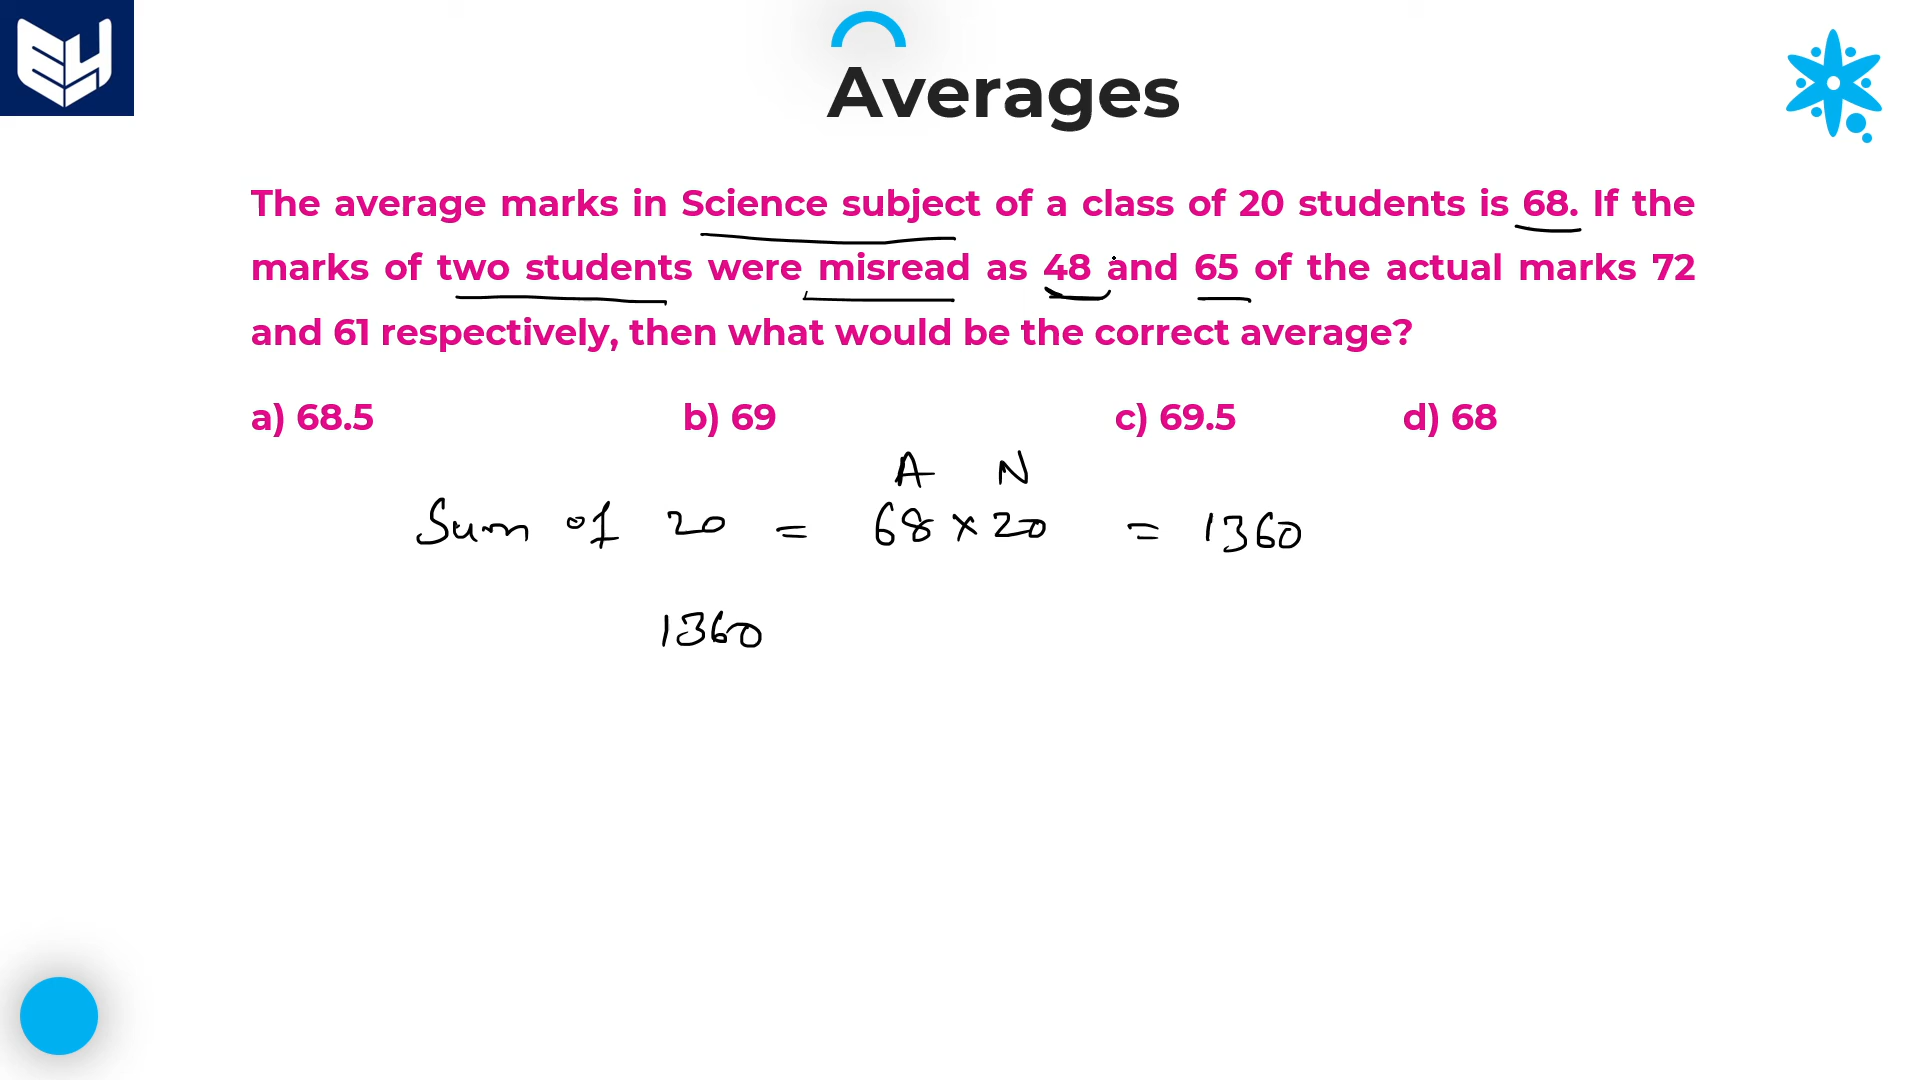 Averages
The average marks in Science subject of a class of 20 students is 68. If the
marks of two students were misread as 48 and 65 of the actual marks 72
and 61 respectively, then what would be the correct average?
a) 68.5 b) 69 c) 69.5 d) 68
A N
Sum of 20 = 68 × 20 = 1360
1360